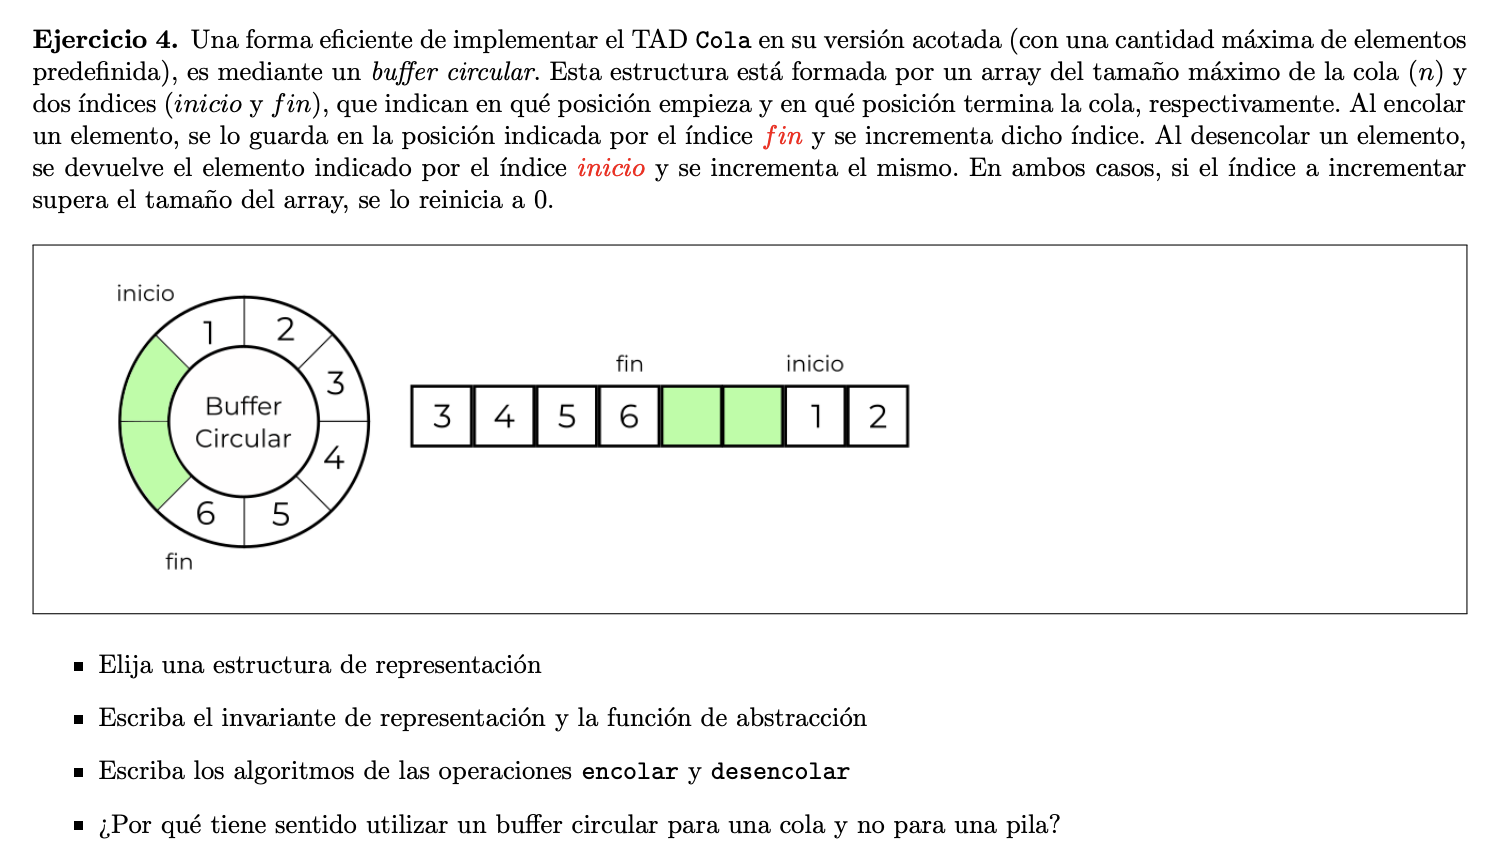 Ejercicio 4. Una forma eficiente de implementar el TAD Cola en su versión acotada (con una cantidad máxima de elementos
predefinida), es mediante un buffer circular. Esta estructura está formada por un array del tamaño máximo de la cola (n) y
dos índices (inicio y fin), que indican en qué posición empieza y en qué posición termina la cola, respectivamente. Al encolar
un elemento, se lo guarda en la posición indicada por el índice fin y se incrementa dicho índice. Al desencolar un elemento,
se devuelve el elemento indicado por el índice inicio y se incrementa el mismo. En ambos casos, si el índice a incrementar
supera el tamaño del array, se lo reinicia a 0.
inicio
1 2
3
4
5
6
Buffer
Circular
fin
fin inicio
3 4 5 6 1 2
▪ Elija una estructura de representación
▪ Escriba el invariante de representación y la función de abstracción
▪ Escriba los algoritmos de las operaciones encolar y desencolar
▪ ¿Por qué tiene sentido utilizar un buffer circular para una cola y no para una pila?